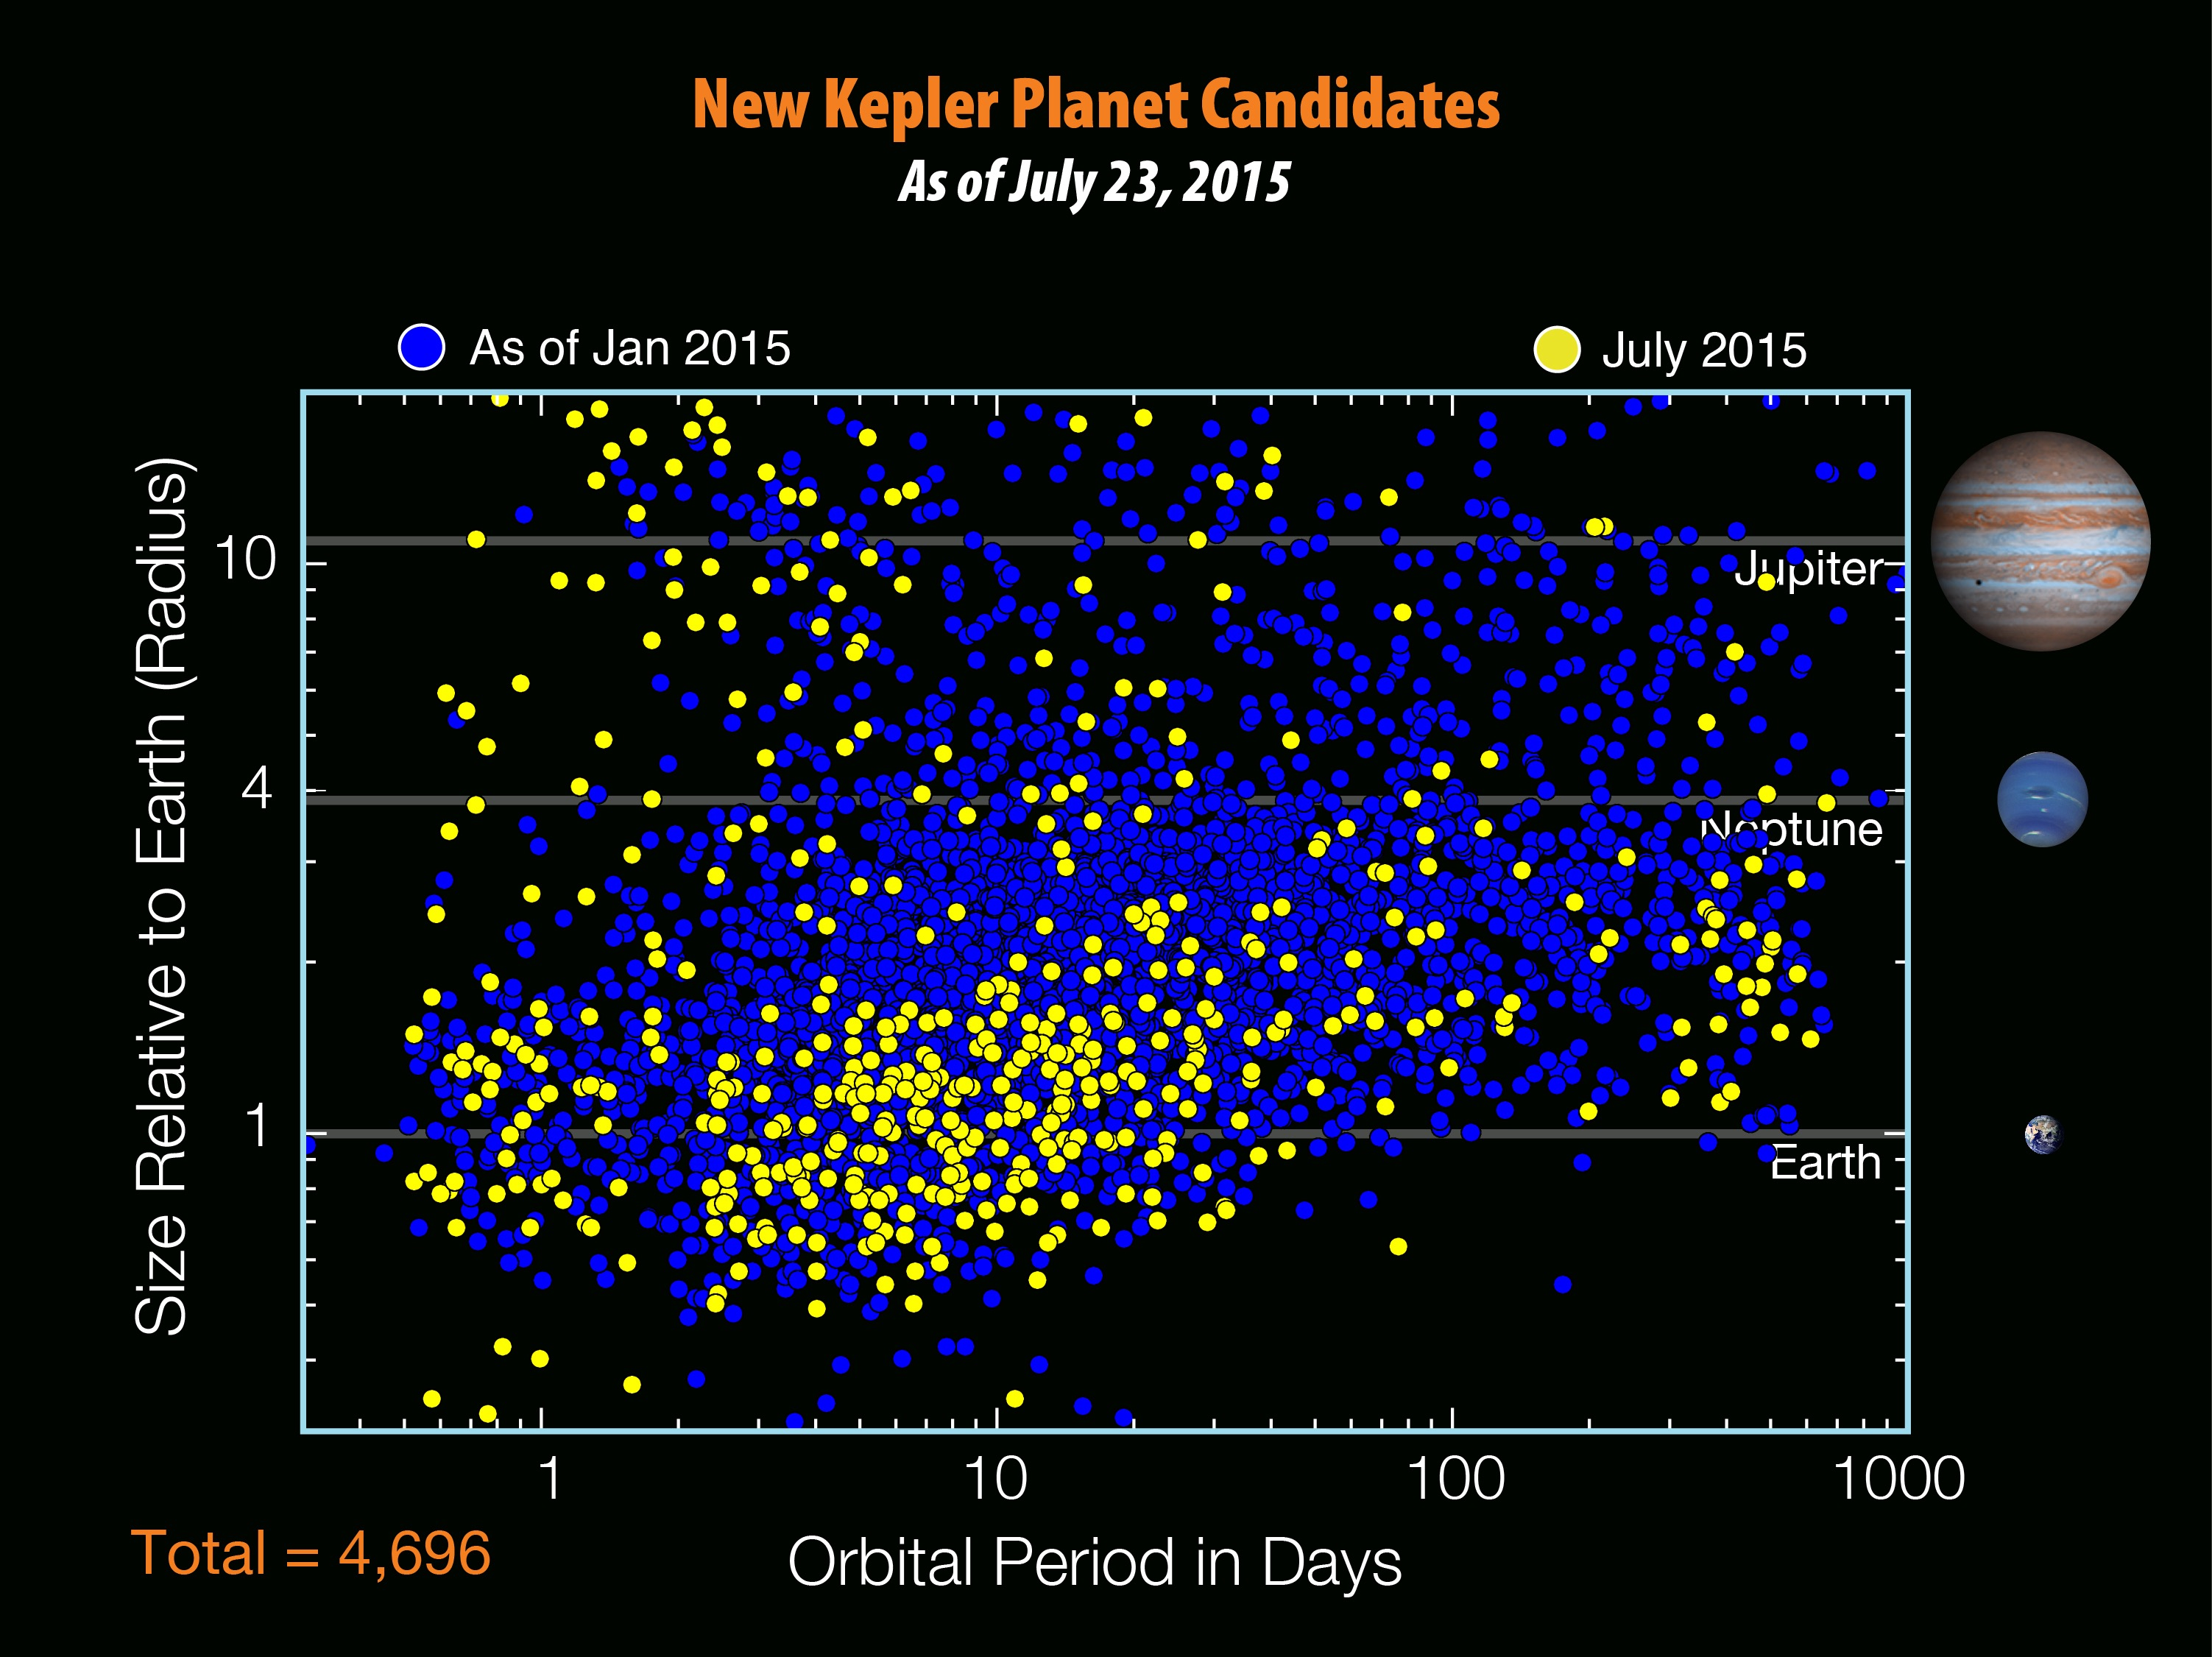 New Kepler Planet Candidates
As of July 23, 2015
As of Jan 2015
July 2015
Size Relative to Earth (Radius)
10
4
1
Jupiter
Neptune
Earth
1
10
100
1000
Orbital Period in Days
Total = 4,696